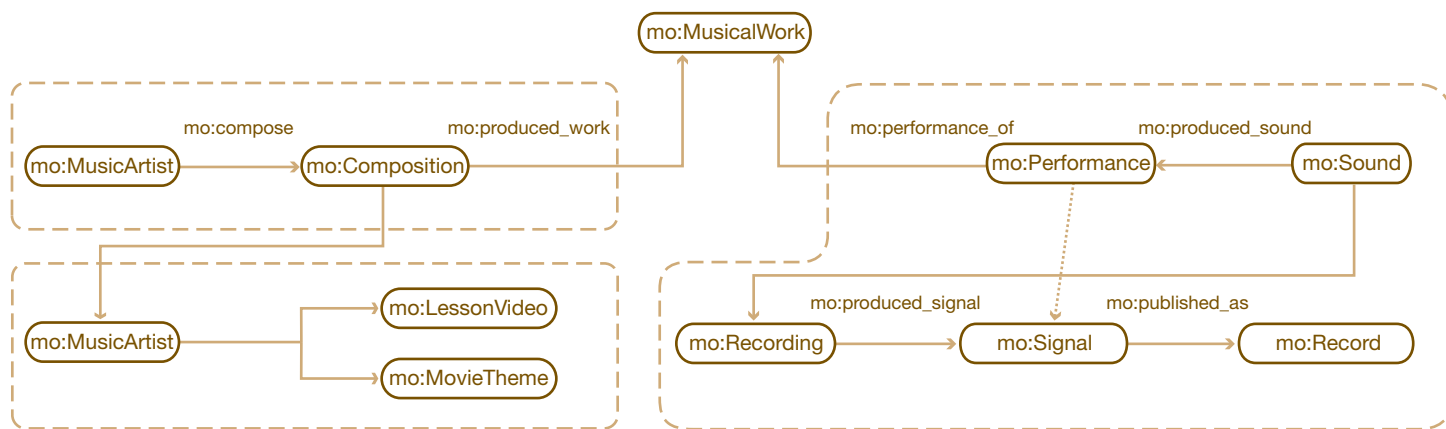 mo:MusicalWork
mo:compose
mo:produced_work
mo:MusicArtist
mo:Composition
mo:performance_of
mo:produced_sound
mo:Performance
mo:Sound
mo:MusicArtist
mo:LessonVideo
mo:MovieTheme
mo:produced_signal
mo:published_as
mo:Recording
mo:Signal
mo:Record